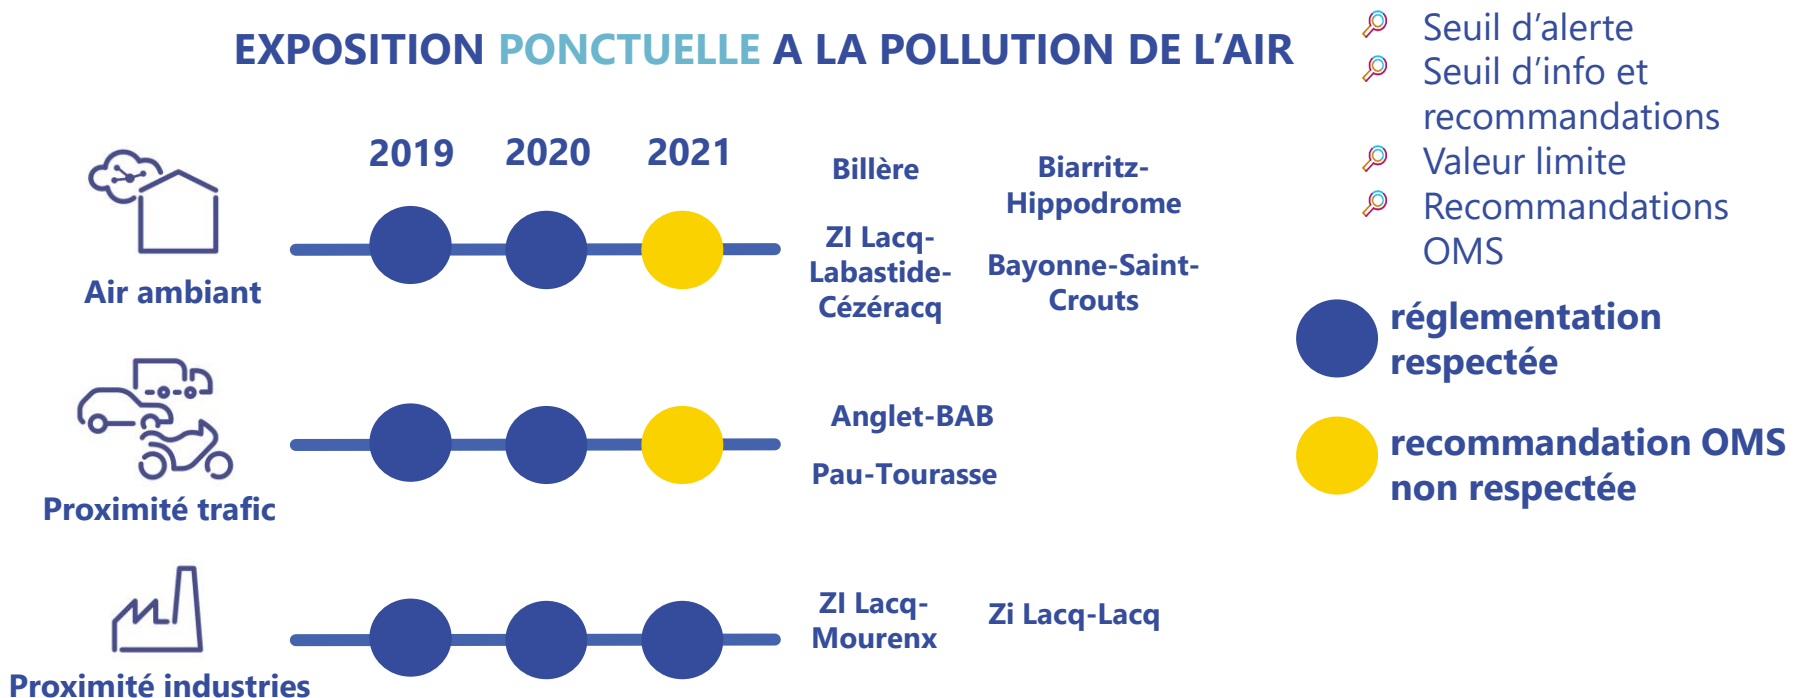 EXPOSITION PONCTUELLE A LA POLLUTION DE L'AIR
Seuil d'alerte
Seuil d'info et
recommandations
Valeur limite
Recommandations
OMS
2019 2020 2021
Air ambiant
Billère
ZI Lacq-
Labastide-
Cézéracq
Biarritz-
Hippodrome
Bayonne-Saint-
Crouts
réglementation
respectée
recommandation OMS
non respectée
Proximité trafic
Anglet-BAB
Pau-Tourasse
Proximité industries
ZI Lacq-
Mourenx
Zi Lacq-Lacq